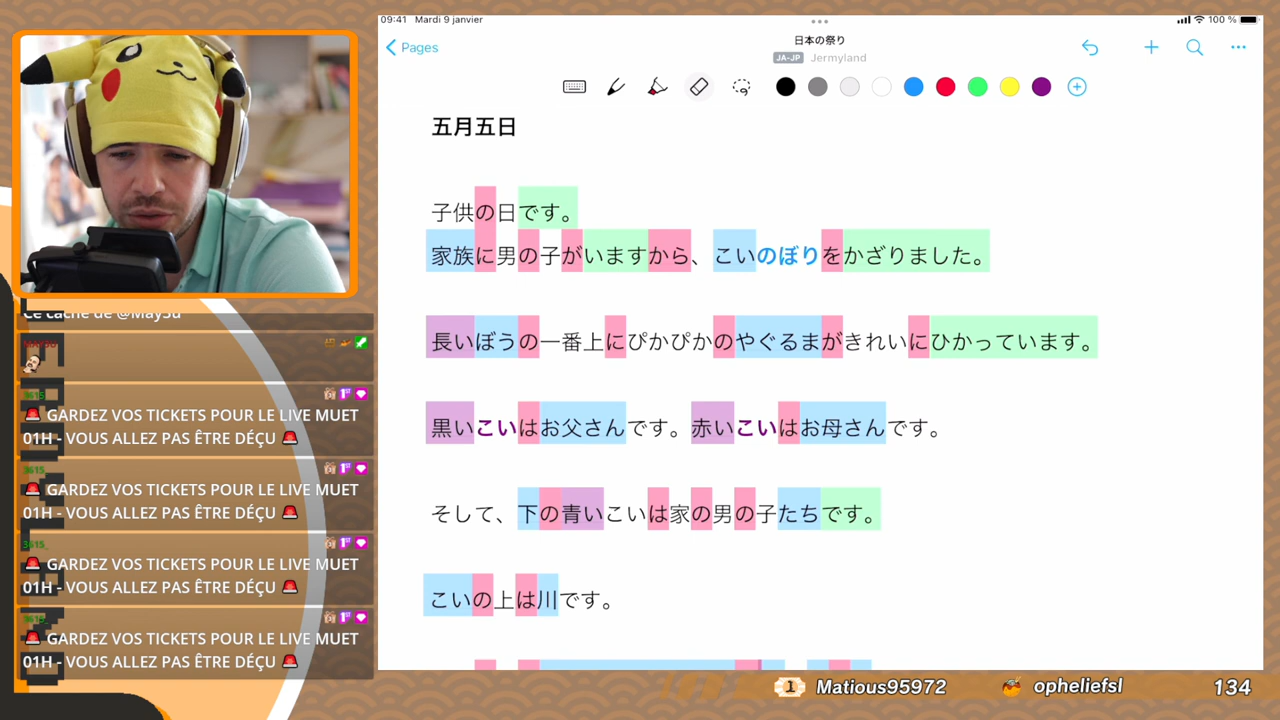 09:41 Mardi 9 janvier
100 %
Pages
日本の祭り
JA-JP Jermyland
五月五日
子供の日です。
家族に男の子がいますから、こいのぼりをかざりました。
長いぼうの一番上にぴかぴかのやぐるまがきれいにひかっています。
黒いこいはお父さんです。赤いこいはお母さんです。
そして、下の青いこいは家の男の子たちです。
こいの上は川です。
Ce cache de @MaySu
3615_
🚨 GARDEZ VOS TICKETS POUR LE LIVE MUET
01H - VOUS ALLEZ PAS ÊTRE DÉÇU 🚨
3615_
🚨 GARDEZ VOS TICKETS POUR LE LIVE MUET
01H - VOUS ALLEZ PAS ÊTRE DÉÇU 🚨
3615_
🚨 GARDEZ VOS TICKETS POUR LE LIVE MUET
01H - VOUS ALLEZ PAS ÊTRE DÉÇU 🚨
3615_
🚨 GARDEZ VOS TICKETS POUR LE LIVE MUET
01H - VOUS ALLEZ PAS ÊTRE DÉÇU 🚨
1 Matious95972 opheliefsl 134